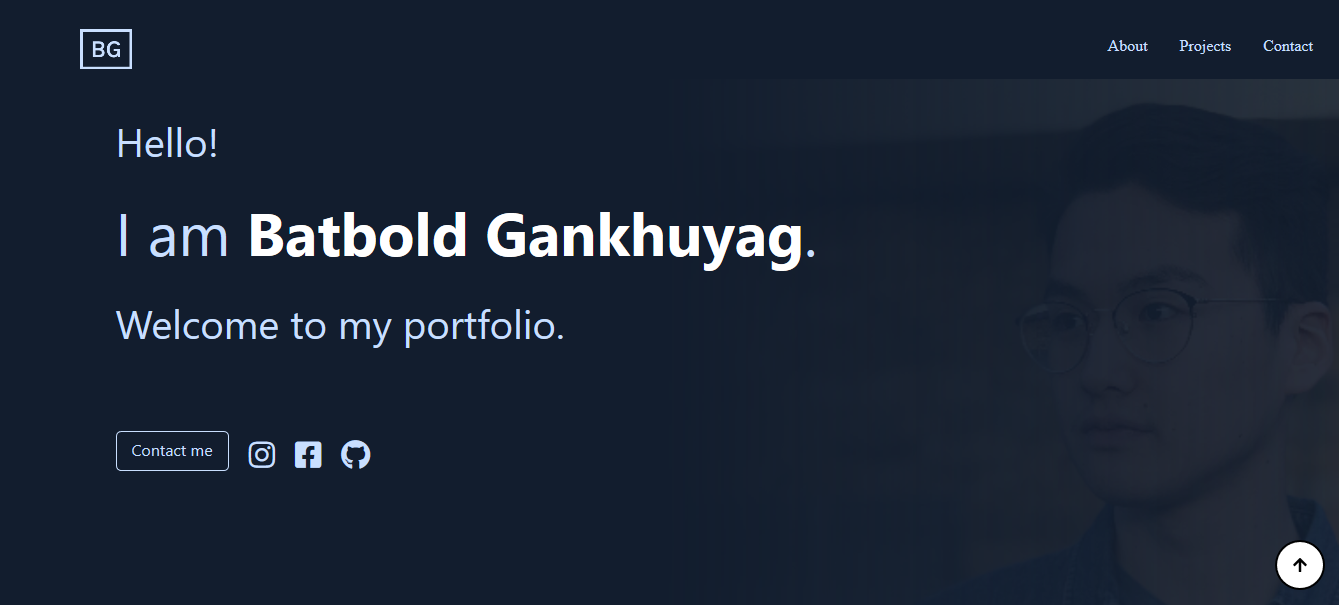 BG
About
Projects
Contact
Hello!
I am Batbold Gankhuyag.
Welcome to my portfolio.
Contact me